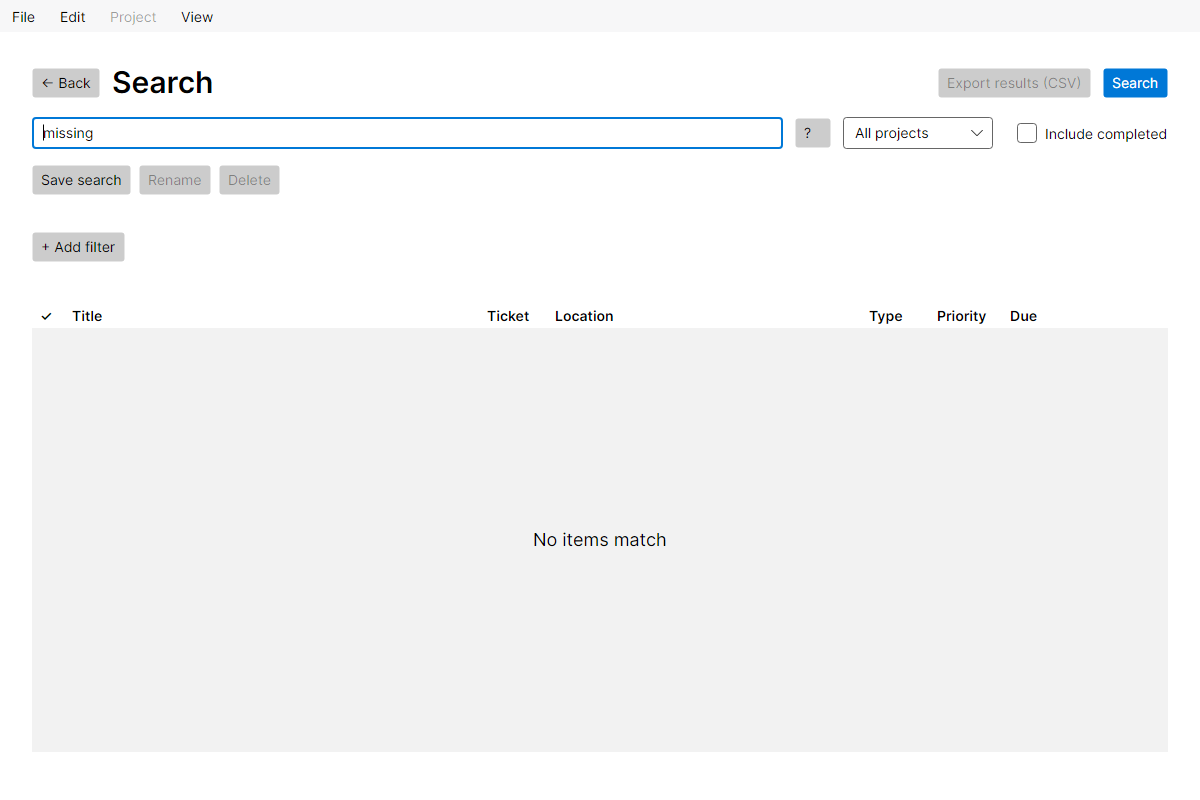 File Edit Project View
← Back Search Export results (CSV) Search
missing ? All projects Include completed
Save search Rename Delete
+ Add filter
✓ Title Ticket Location Type Priority Due
No items match